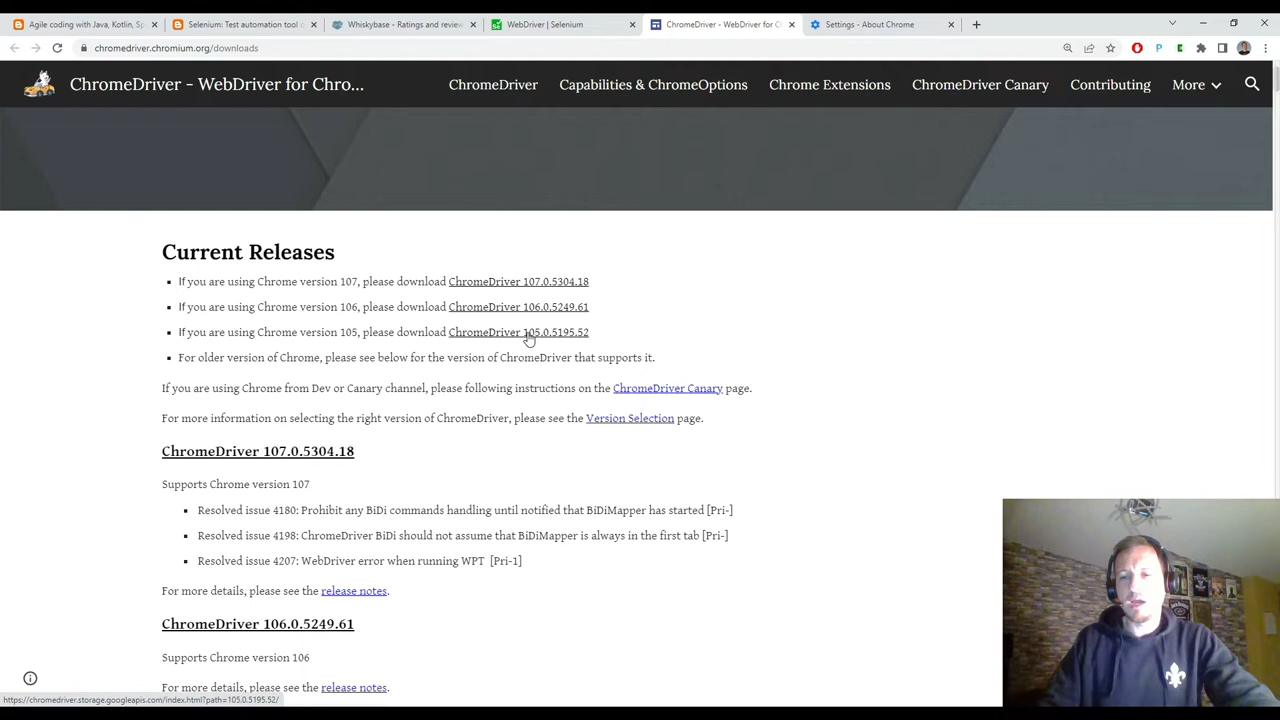 Agile coding with Java, Kotlin, Sp
Selenium: Test automation tool o
Whiskybase - Ratings and review
WebDriver | Selenium
ChromeDriver - WebDriver for C
Settings - About Chrome
chromedriver.chromium.org/downloads
ChromeDriver - WebDriver for Chro...
ChromeDriver
Capabilities & ChromeOptions
Chrome Extensions
ChromeDriver Canary
Contributing
More
Current Releases
If you are using Chrome version 107, please download ChromeDriver 107.0.5304.18
If you are using Chrome version 106, please download ChromeDriver 106.0.5249.61
If you are using Chrome version 105, please download ChromeDriver 105.0.5195.52
For older version of Chrome, please see below for the version of ChromeDriver that supports it.
If you are using Chrome from Dev or Canary channel, please following instructions on the ChromeDriver Canary page.
For more information on selecting the right version of ChromeDriver, please see the Version Selection page.
ChromeDriver 107.0.5304.18
Supports Chrome version 107
Resolved issue 4180: Prohibit any BiDi commands handling until notified that BiDiMapper has started [Pri-]
Resolved issue 4198: ChromeDriver BiDi should not assume that BiDiMapper is always in the first tab [Pri-]
Resolved issue 4207: WebDriver error when running WPT [Pri-1]
For more details, please see the release notes.
ChromeDriver 106.0.5249.61
Supports Chrome version 106
For more details, please see the release notes.
https://chromedriver.storage.googleapis.com/index.html?path=105.0.5195.52/